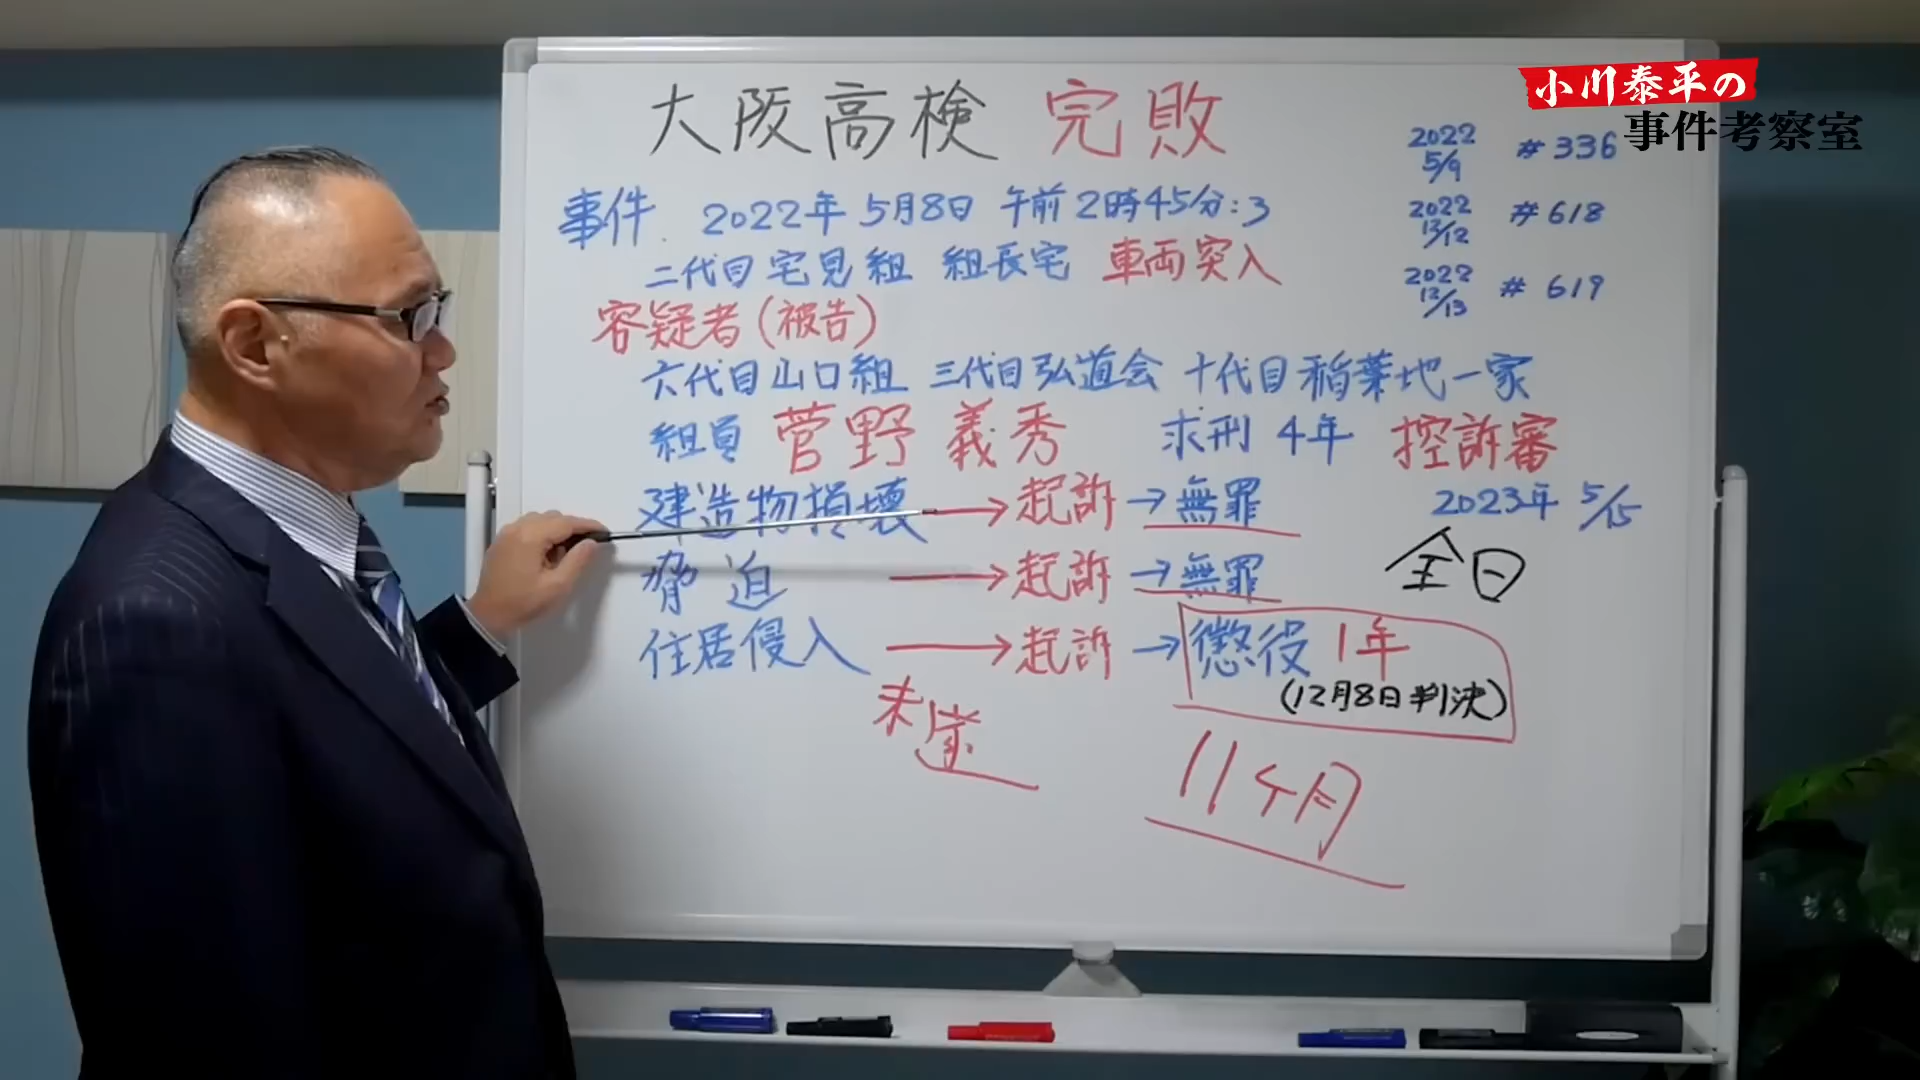 小川泰平の
事件考察室
大阪高検 完敗
2022
5/9 #336
事件 2022年 5月8日 午前2時45分:3
2022
12/12 #618
二代目宅見組 組長宅 車両突入
2022
12/13 #619
容疑者(被告)
六代目山口組 三代目弘道会 十代目稲葉地一家
組員 菅野 義秀 求刑 4年 控訴審
建造物損壊 → 起訴 → 無罪 2023年 5/15
脅迫 → 起訴 → 無罪 全日
住居侵入 → 起訴 → 懲役 1年
(12月8日判決)
未遂
11ヶ月